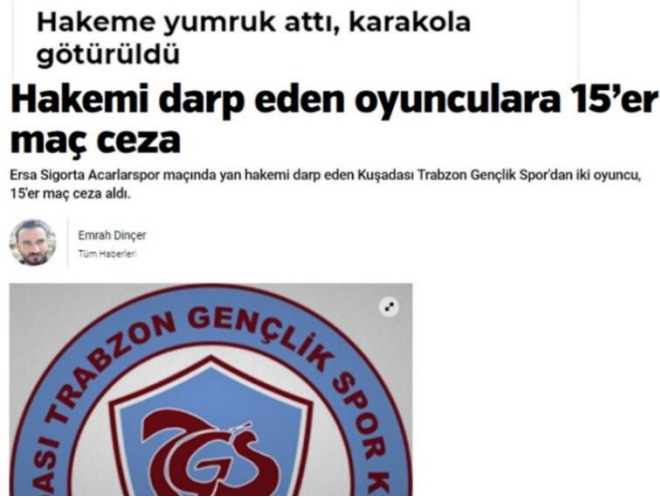 Hakeme yumruk attı, karakola
götürüldü
Hakemi darp eden oyunculara 15’er
maç ceza
Ersa Sigorta Acarlarspor maçında yan hakemi darp eden Kuşadası Trabzon Gençlik Spor'dan iki oyuncu,
15'er maç ceza aldı.
Emrah Dinçer
Tüm Haberleri
ASI TRABZON GENÇLİK SPOR K
TGS